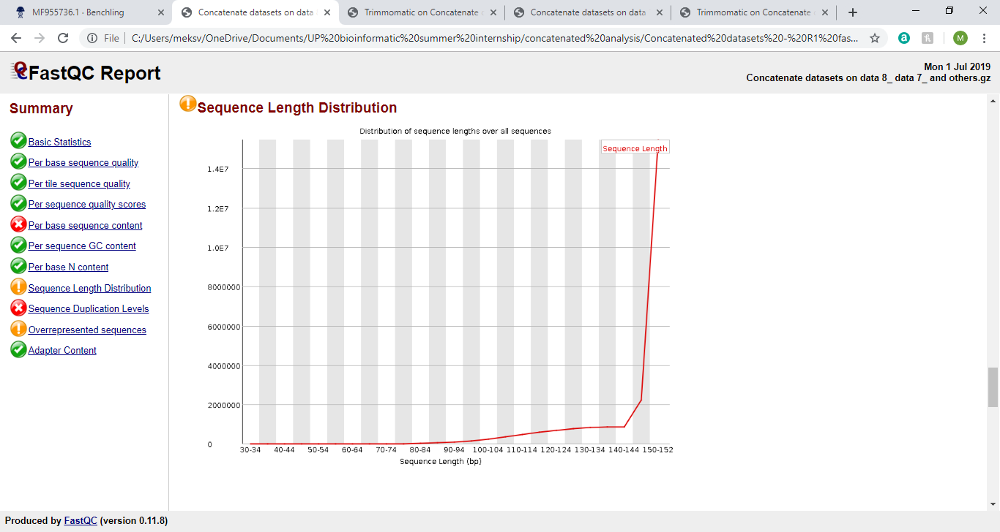 MF955736.1 · Benchling
Concatenate datasets on data
Trimmomatic on Concatenate
Concatenate datasets on data
Trimmomatic on Concatenate
File
C:/Users/meksv/OneDrive/Documents/UP%20bioinformatic%20summer%20internship/concatenated%20analysis/Concatenated%20datasets%20-%20R1%20fas...
a
M
FastQC Report
Mon 1 Jul 2019
Concatenate datasets on data 8_ data 7_ and others.gz
Summary
Basic Statistics
Per base sequence quality
Per tile sequence quality
Per sequence quality scores
Per base sequence content
Per sequence GC content
Per base N content
Sequence Length Distribution
Sequence Duplication Levels
Overrepresented sequences
Adapter Content
Sequence Length Distribution
Distribution of sequence lengths over all sequences
Sequence Length
1.4E7
1.2E7
1.0E7
8000000
6000000
4000000
2000000
0
30-34 40-44 50-54 60-64 70-74 80-84 90-94 100-104 110-114 120-124 130-134 140-144 150-152
Sequence Length (bp)
Produced by FastQC (version 0.11.8)